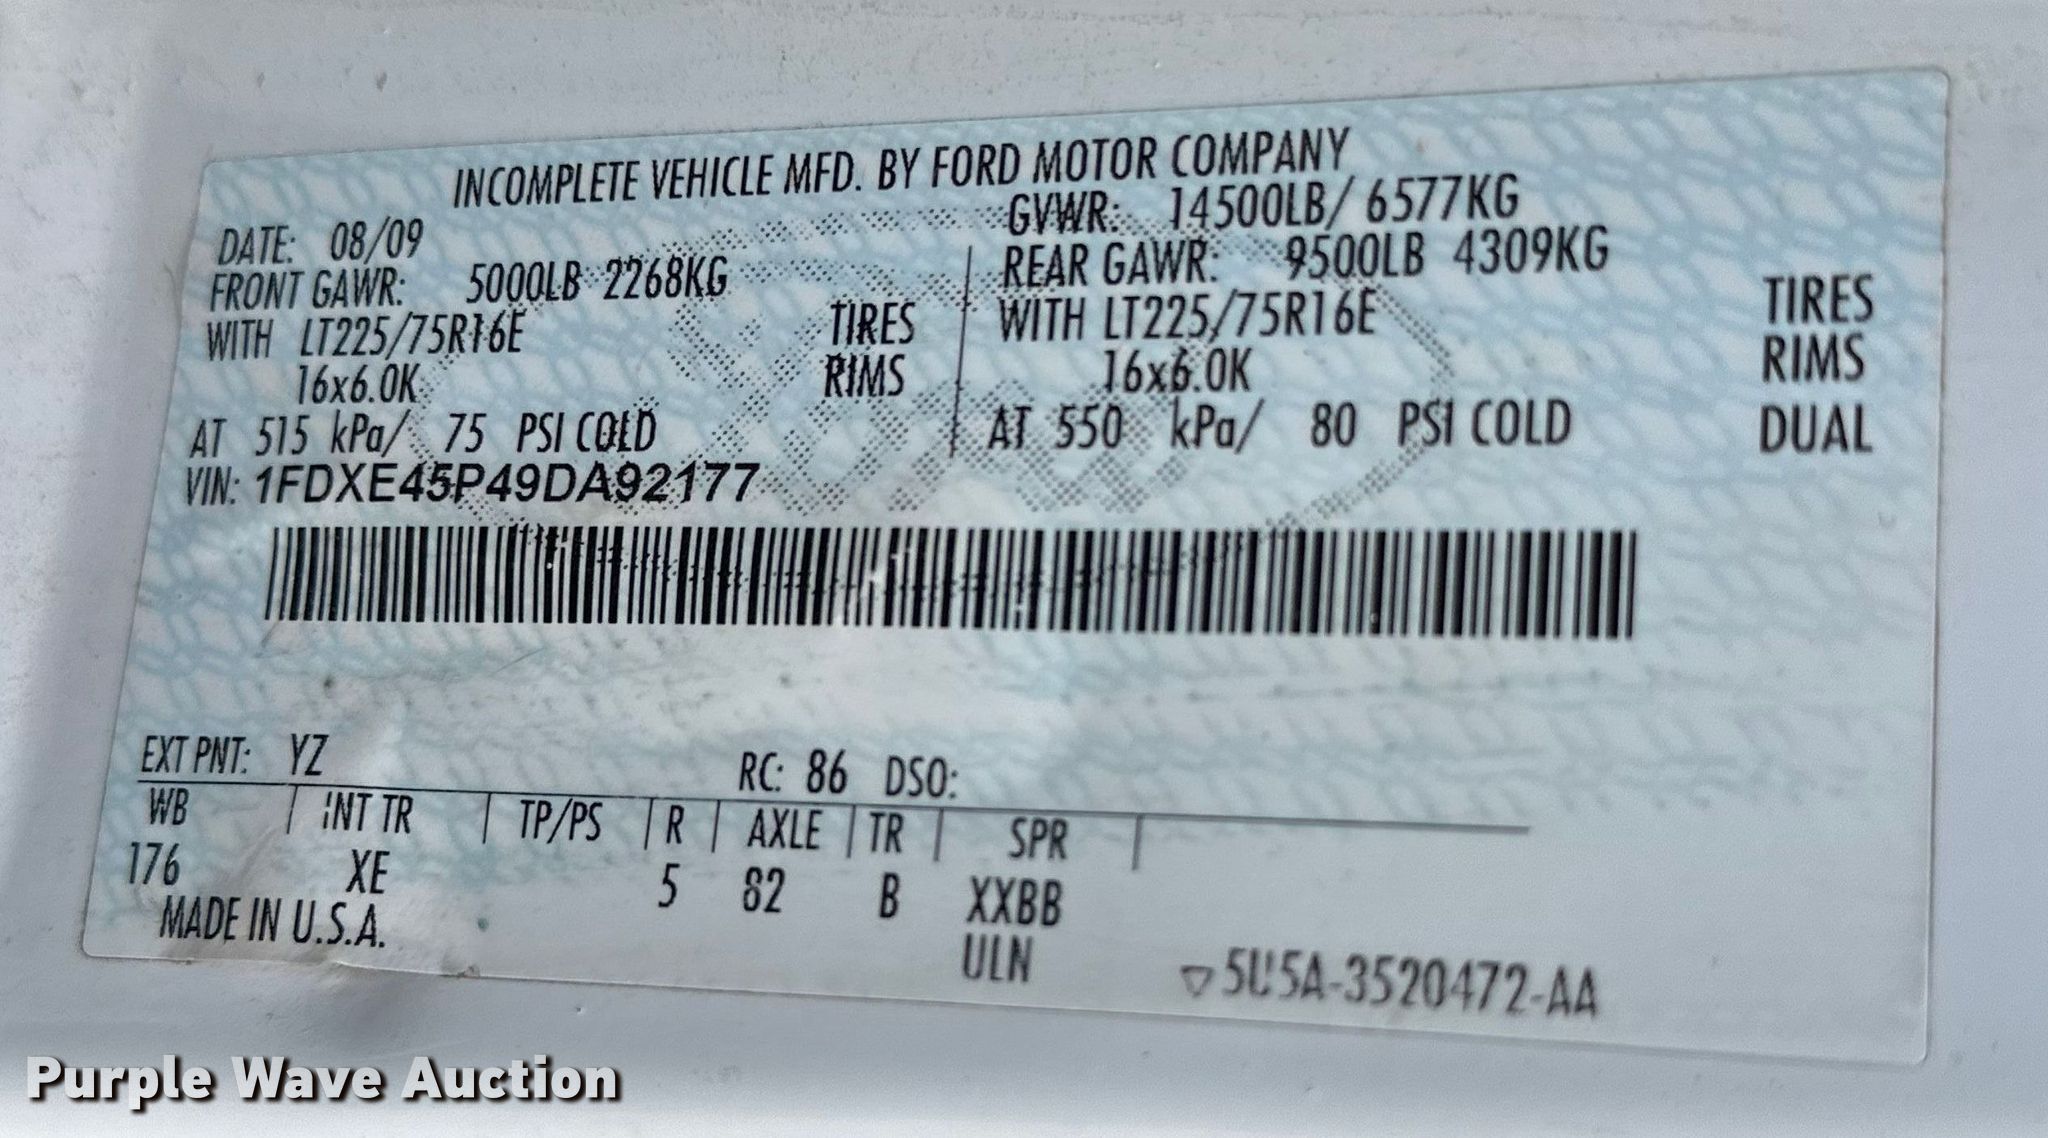 INCOMPLETE VEHICLE MFD. BY FORD MOTOR COMPANY
DATE: 08/09
GVWR: 14500LB/ 6577KG
FRONT GAWR: 5000LB 2268KG
REAR GAWR: 9500LB 4309KG
WITH LT225/75R16E TIRES
WITH LT225/75R16E TIRES
16x6.0K RIMS
16x6.0K RIMS
AT 515 kPa/ 75 PSI COLD
AT 550 kPa/ 80 PSI COLD DUAL
VIN: 1FDXE45P49DA92177
EXT PNT: YZ RC: 86 DSO:
WB | INT TR | TP/PS | R | AXLE | TR | SPR |
176 XE 5 82 B XXBB
MADE IN U.S.A. ULN
▽5U5A-3520472-AA
Purple Wave Auction